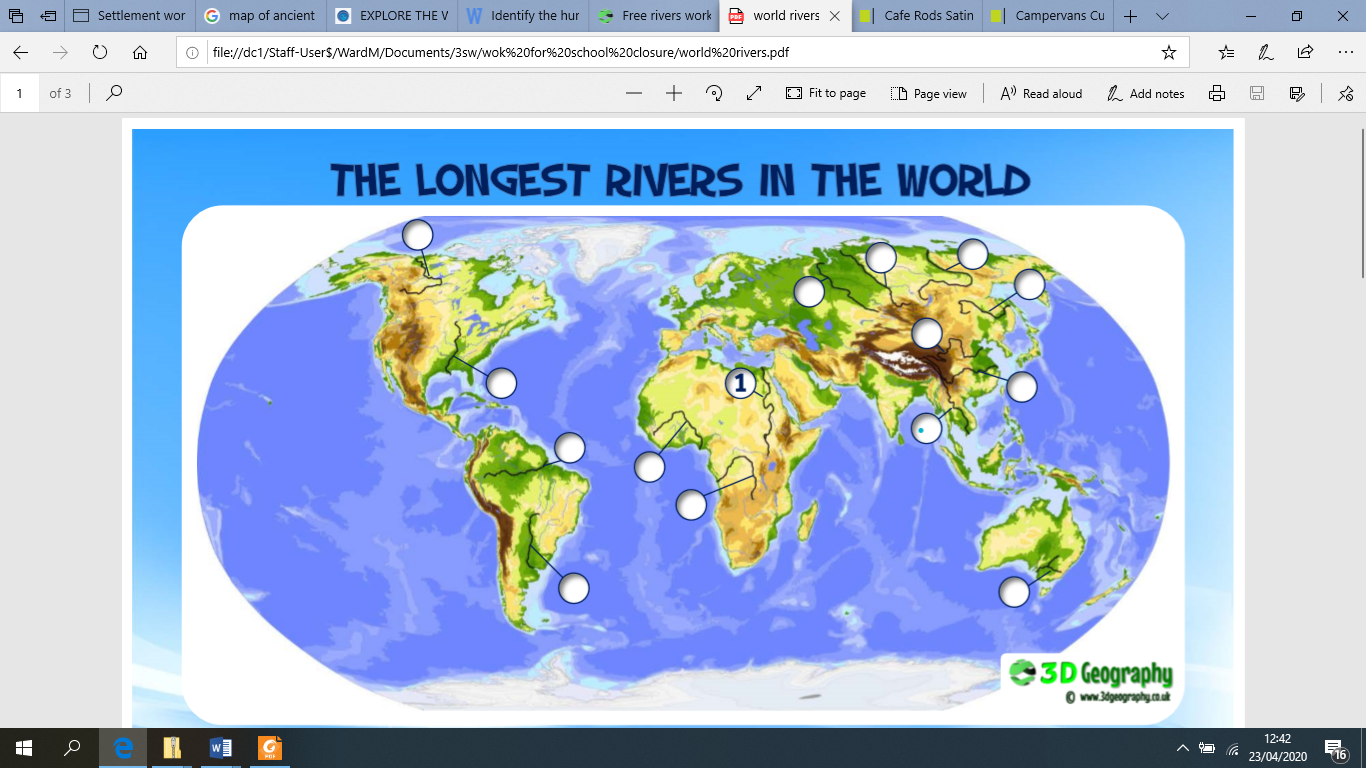 Settlement wor
map of ancient
EXPLORE THE V
Identify the hur
Free rivers work
world rivers
Cafe Rods Satin
Campervans Cu
file://dc1/Staff-User$/WardM/Documents/3sw/wok%20for%20school%20closure/world%20rivers.pdf
1 of 3
Fit to page
Page view
Read aloud
Add notes
THE LONGEST RIVERS IN THE WORLD
1
3D Geography
© www.3dgeography.co.uk
12:42
23/04/2020
16